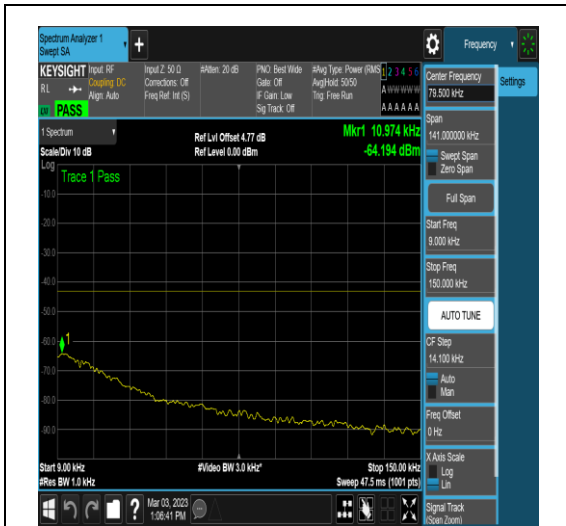 Spectrum Analyzer 1
Swept SA
+
Frequency
KEYSIGHT
RL
PASS
Input: RF
Coupling: DC
Align: Auto
Input Z: 50 Ω
Corrections: Off
Freq Ref: Int (S)
#Atten: 20 dB
PNO: Best Wide
Gate: Off
IF Gain: Low
Sig Track: Off
#Avg Type: Power (RMS)
Avg|Hold: 50/50
Trig: Free Run
1 2 3 4 5 6
A W W W W W
A A A A A A
Center Frequency
79.500 kHz
Settings
Span
141.000000 kHz
Swept Span
Zero Span
Full Span
Start Freq
9.000 kHz
Stop Freq
150.000 kHz
AUTO TUNE
CF Step
14.100 kHz
Auto
Man
Freq Offset
0 Hz
X Axis Scale
Log
Lin
Signal Track
(Span Zoom)
1 Spectrum
Scale/Div 10 dB
Ref Lvl Offset 4.77 dB
Ref Level 0.00 dBm
Mkr1 10.974 kHz
-64.194 dBm
Log
Trace 1 Pass
-10.0
-20.0
-30.0
-40.0
-50.0
-60.0
-70.0
-80.0
-90.0
1
Start 9.00 kHz
#Res BW 1.0 kHz
#Video BW 3.0 kHz*
Stop 150.00 kHz
Sweep 47.5 ms (1001 pts)
?
Mar 03, 2023
1:06:41 PM